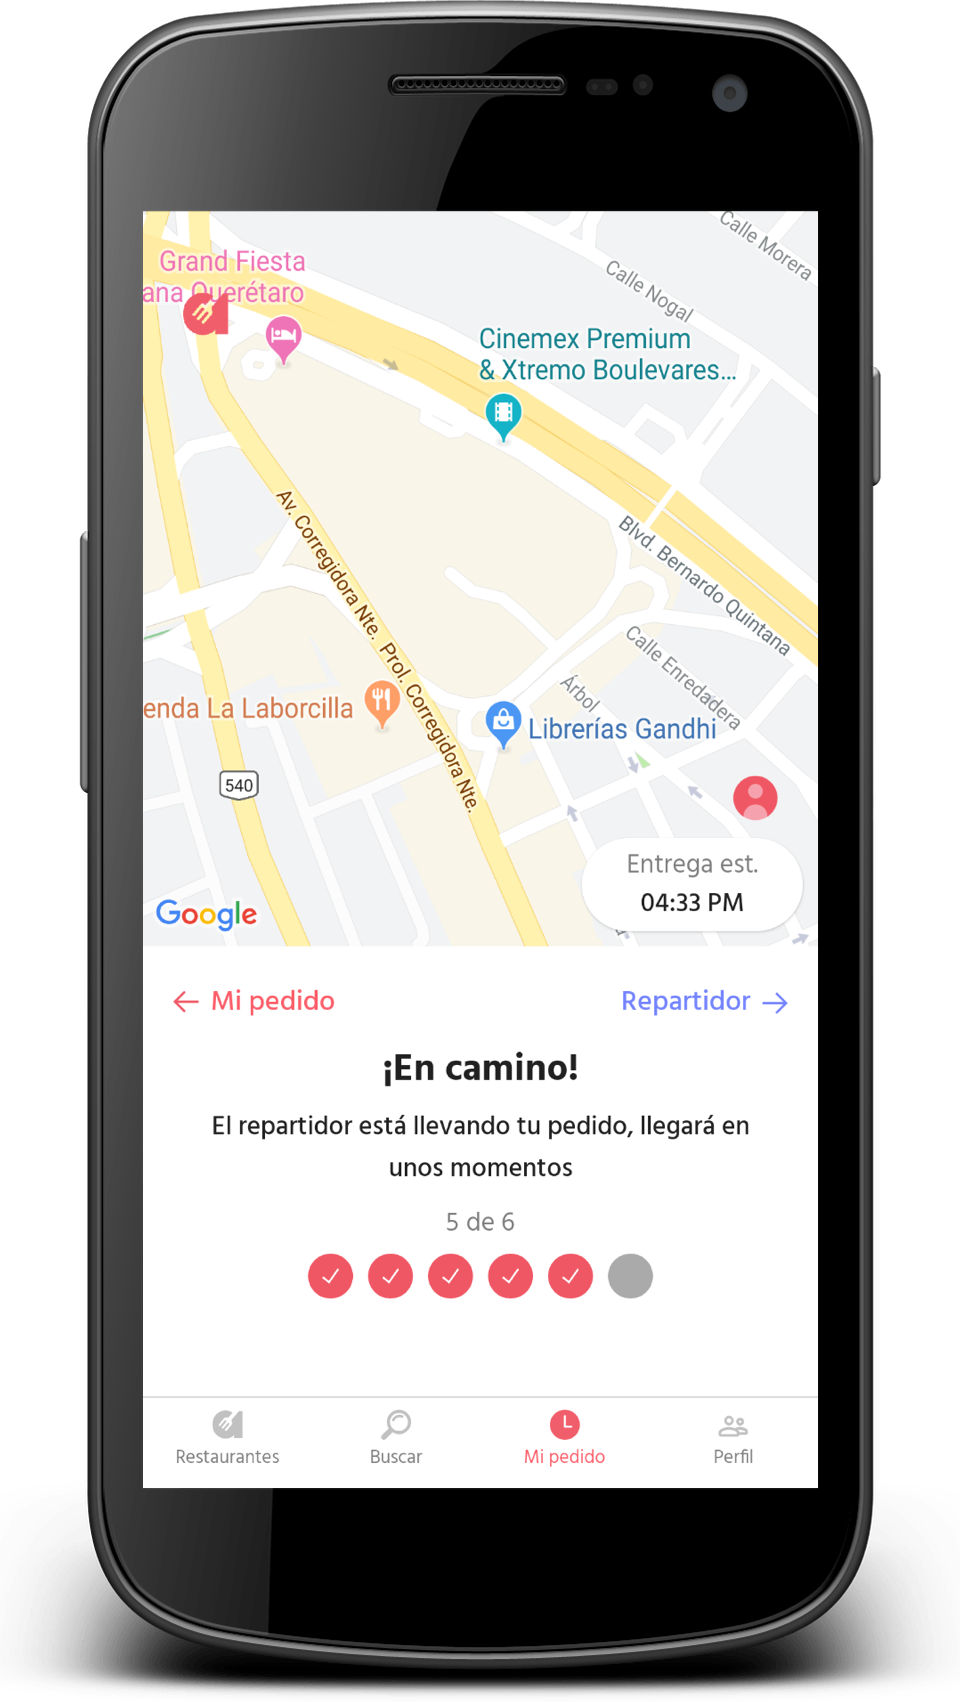 Calle Morera
Grand Fiesta
ana Querétaro
Calle Nogal
Cinemex Premium
& Xtremo Boulevares...
Av. Corregidora Nte.
Blvd. Bernardo Quintana
Prol. Corregidora Nte.
Calle Enredadera
Árbol
enda La Laborcilla
Librerías Gandhi
540
Entrega est.
04:33 PM
Google
← Mi pedido
Repartidor →
¡En camino!
El repartidor está llevando tu pedido, llegará en
unos momentos
5 de 6
Restaurantes
Buscar
Mi pedido
Perfil